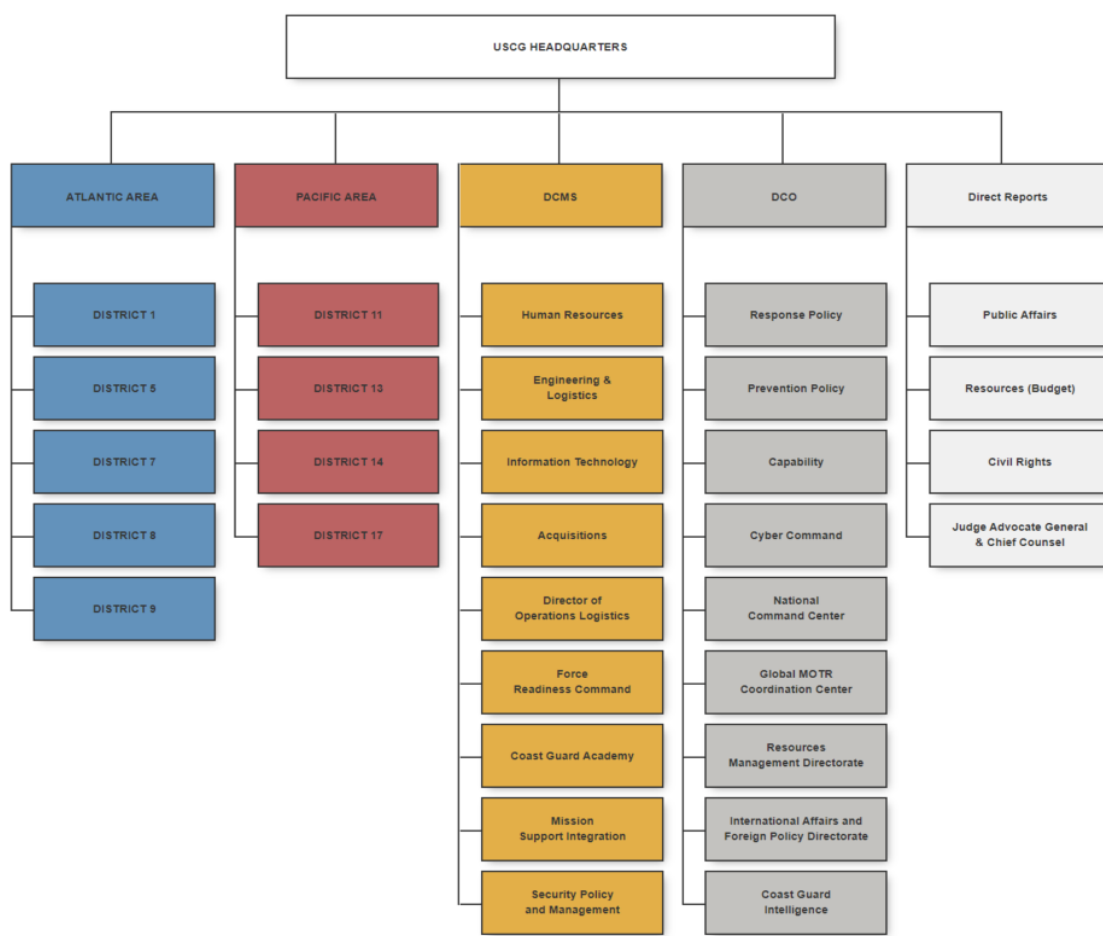 USCG HEADQUARTERS
ATLANTIC AREA
PACIFIC AREA
DCMS
DCO
Direct Reports
DISTRICT 1
DISTRICT 5
DISTRICT 7
DISTRICT 8
DISTRICT 9
DISTRICT 11
DISTRICT 13
DISTRICT 14
DISTRICT 17
Human Resources
Engineering &
Logistics
Information Technology
Acquisitions
Director of
Operations Logistics
Force
Readiness Command
Coast Guard Academy
Mission
Support Integration
Security Policy
and Management
Response Policy
Prevention Policy
Capability
Cyber Command
National
Command Center
Global MOTR
Coordination Center
Resources
Management Directorate
International Affairs and
Foreign Policy Directorate
Coast Guard
Intelligence
Public Affairs
Resources (Budget)
Civil Rights
Judge Advocate General
& Chief Counsel